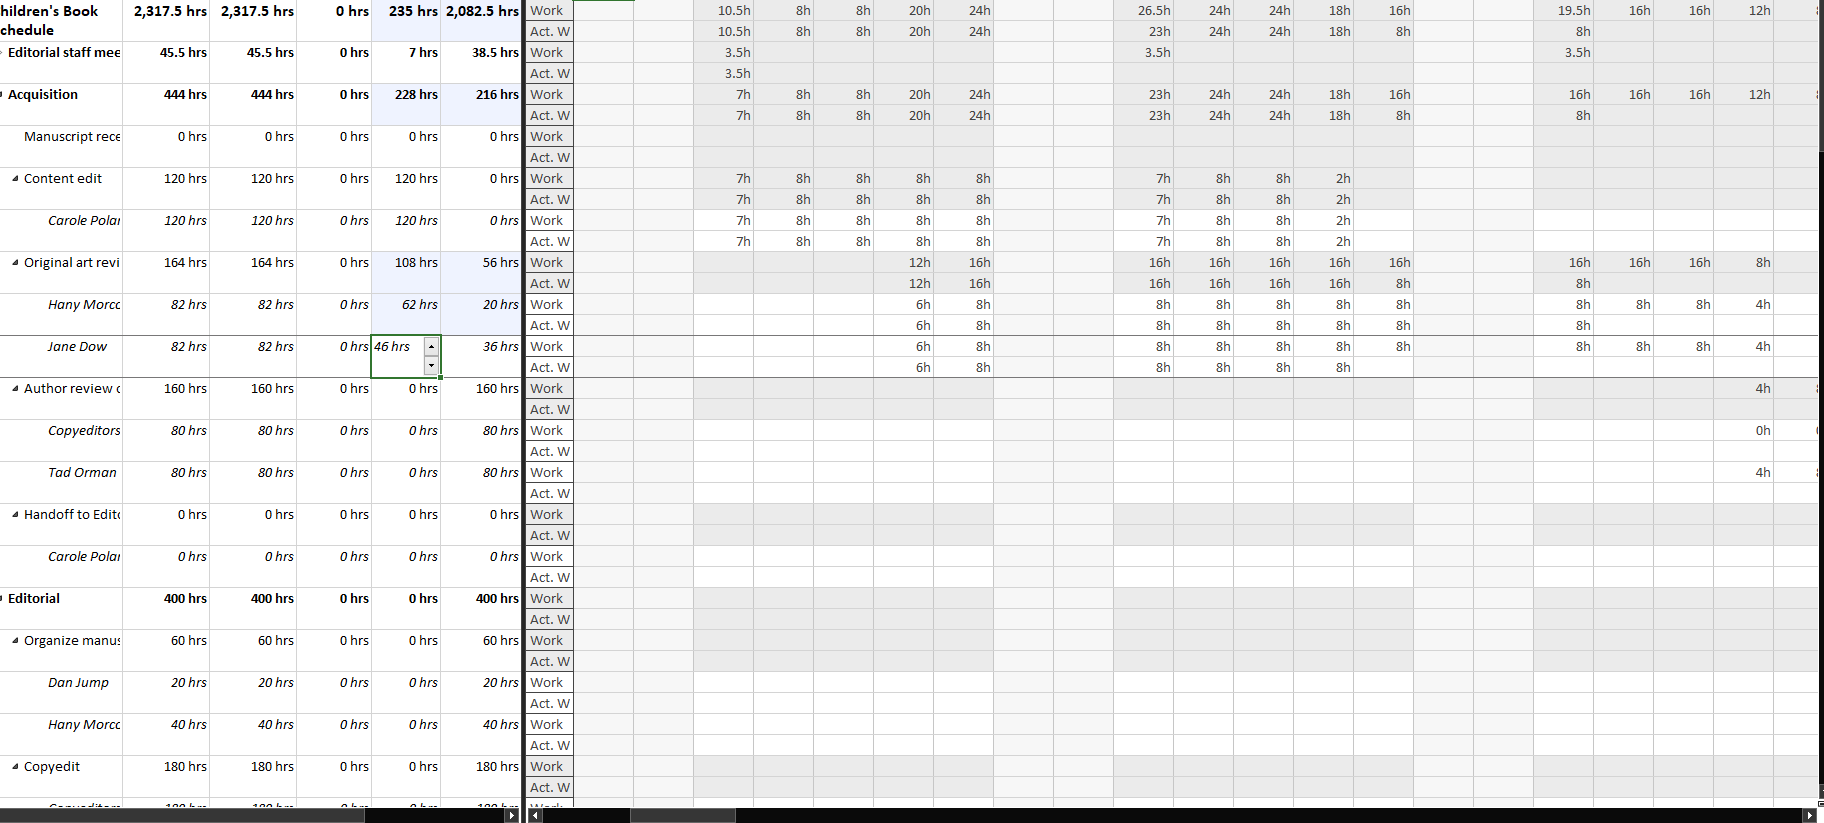 hildren's Book 2,317.5 hrs 2,317.5 hrs 0 hrs 235 hrs 2,082.5 hrs Work 10.5h 8h 8h 20h 24h 26.5h 24h 24h 18h 16h 19.5h 16h 16h 12h
chedule Act. W 10.5h 8h 8h 20h 24h 23h 24h 24h 18h 8h 8h
Editorial staff mee 45.5 hrs 45.5 hrs 0 hrs 7 hrs 38.5 hrs Work 3.5h 3.5h 3.5h
Act. W 3.5h
Acquisition 444 hrs 444 hrs 0 hrs 228 hrs 216 hrs Work 7h 8h 8h 20h 24h 23h 24h 24h 18h 16h 16h 16h 16h 12h
Act. W 7h 8h 8h 20h 24h 23h 24h 24h 18h 8h 8h
Manuscript rece 0 hrs 0 hrs 0 hrs 0 hrs 0 hrs Work
Act. W
Content edit 120 hrs 120 hrs 0 hrs 120 hrs 0 hrs Work 7h 8h 8h 8h 8h 7h 8h 8h 2h
Act. W 7h 8h 8h 8h 8h 7h 8h 8h 2h
Carole Polar 120 hrs 120 hrs 0 hrs 120 hrs 0 hrs Work 7h 8h 8h 8h 8h 7h 8h 8h 2h
Act. W 7h 8h 8h 8h 8h 7h 8h 8h 2h
Original art revi 164 hrs 164 hrs 0 hrs 108 hrs 56 hrs Work 12h 16h 16h 16h 16h 16h 16h 16h 16h 16h 8h
Act. W 12h 16h 16h 16h 16h 16h 8h 8h
Hany Morco 82 hrs 82 hrs 0 hrs 62 hrs 20 hrs Work 6h 8h 8h 8h 8h 8h 8h 8h 8h 8h 4h
Act. W 6h 8h 8h 8h 8h 8h 8h 8h
Jane Dow 82 hrs 82 hrs 0 hrs 46 hrs 36 hrs Work 6h 8h 8h 8h 8h 8h 8h 8h 8h 8h 4h
Act. W 6h 8h 8h 8h 8h 8h
Author review o 160 hrs 160 hrs 0 hrs 0 hrs 160 hrs Work 4h
Act. W
Copyeditors 80 hrs 80 hrs 0 hrs 0 hrs 80 hrs Work 0h
Act. W
Tad Orman 80 hrs 80 hrs 0 hrs 0 hrs 80 hrs Work 4h
Act. W
Handoff to Edito 0 hrs 0 hrs 0 hrs 0 hrs 0 hrs Work
Act. W
Carole Polar 0 hrs 0 hrs 0 hrs 0 hrs 0 hrs Work
Act. W
Editorial 400 hrs 400 hrs 0 hrs 0 hrs 400 hrs Work
Act. W
Organize manus 60 hrs 60 hrs 0 hrs 0 hrs 60 hrs Work
Act. W
Dan Jump 20 hrs 20 hrs 0 hrs 0 hrs 20 hrs Work
Act. W
Hany Morco 40 hrs 40 hrs 0 hrs 0 hrs 40 hrs Work
Act. W
Copyedit 180 hrs 180 hrs 0 hrs 0 hrs 180 hrs Work
Act. W